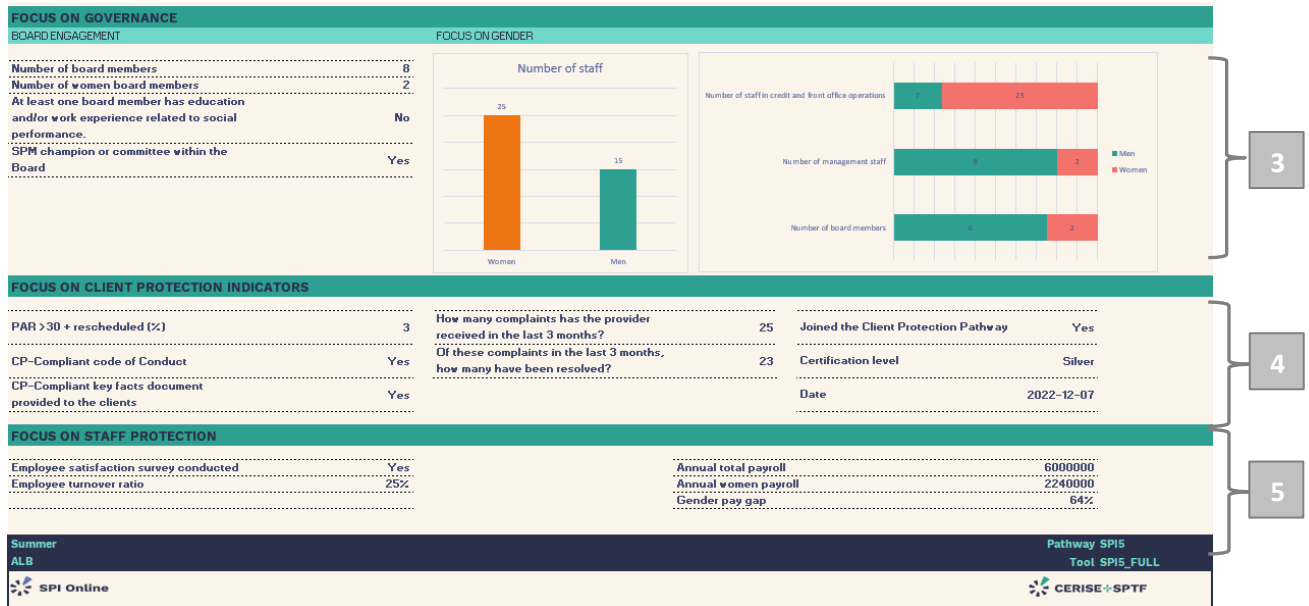 FOCUS ON GOVERNANCE
BOARD ENGAGEMENT
FOCUS ON GENDER
Number of board members 8
Number of women board members 2
At least one board member has education
and/or work experience related to social No
performance.
SPM champion or committee within the
Board Yes
Number of staff
25
15
Women Men
Number of staff in credit and front office operations 7 23
Number of management staff 8 2
Number of board members 6 2
Men
Women
3
FOCUS ON CLIENT PROTECTION INDICATORS
PAR >30 + rescheduled (%) 3
CP-Compliant code of Conduct Yes
CP-Compliant key facts document
provided to the clients Yes
How many complaints has the provider
received in the last 3 months? 25
Of these complaints in the last 3 months,
how many have been resolved? 23
Joined the Client Protection Pathway Yes
Certification level Silver
Date 2022-12-07
4
FOCUS ON STAFF PROTECTION
Employee satisfaction survey conducted Yes
Employee turnover ratio 25%
Annual total payroll 6000000
Annual women payroll 2240000
Gender pay gap 64%
5
Summer
ALB
Pathway SPI5
Tool SPI5_FULL
SPI Online
CERISE+SPTF